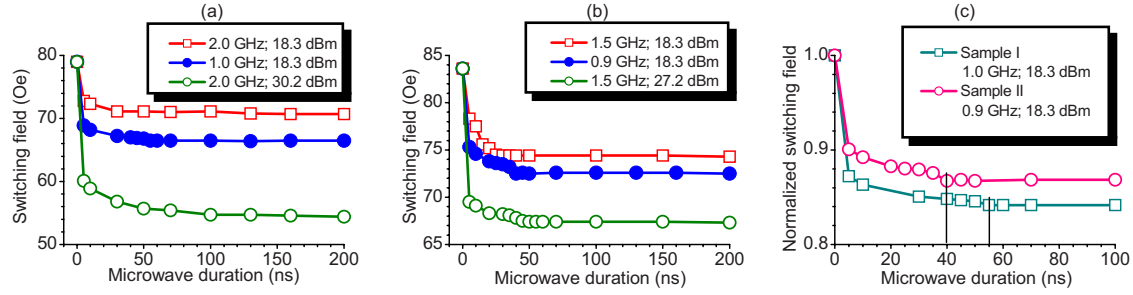 (a)
2.0 GHz; 18.3 dBm
1.0 GHz; 18.3 dBm
2.0 GHz; 30.2 dBm
Switching field (Oe)
80
70
60
50
0 50 100 150 200
Microwave duration (ns)
(b)
1.5 GHz; 18.3 dBm
0.9 GHz; 18.3 dBm
1.5 GHz; 27.2 dBm
Switching field (Oe)
85
80
75
70
65
0 50 100 150 200
Microwave duration (ns)
(c)
Sample I
1.0 GHz; 18.3 dBm
Sample II
0.9 GHz; 18.3 dBm
Normalized switching field
1.0
0.9
0.8
0 20 40 60 80 100
Microwave duration (ns)